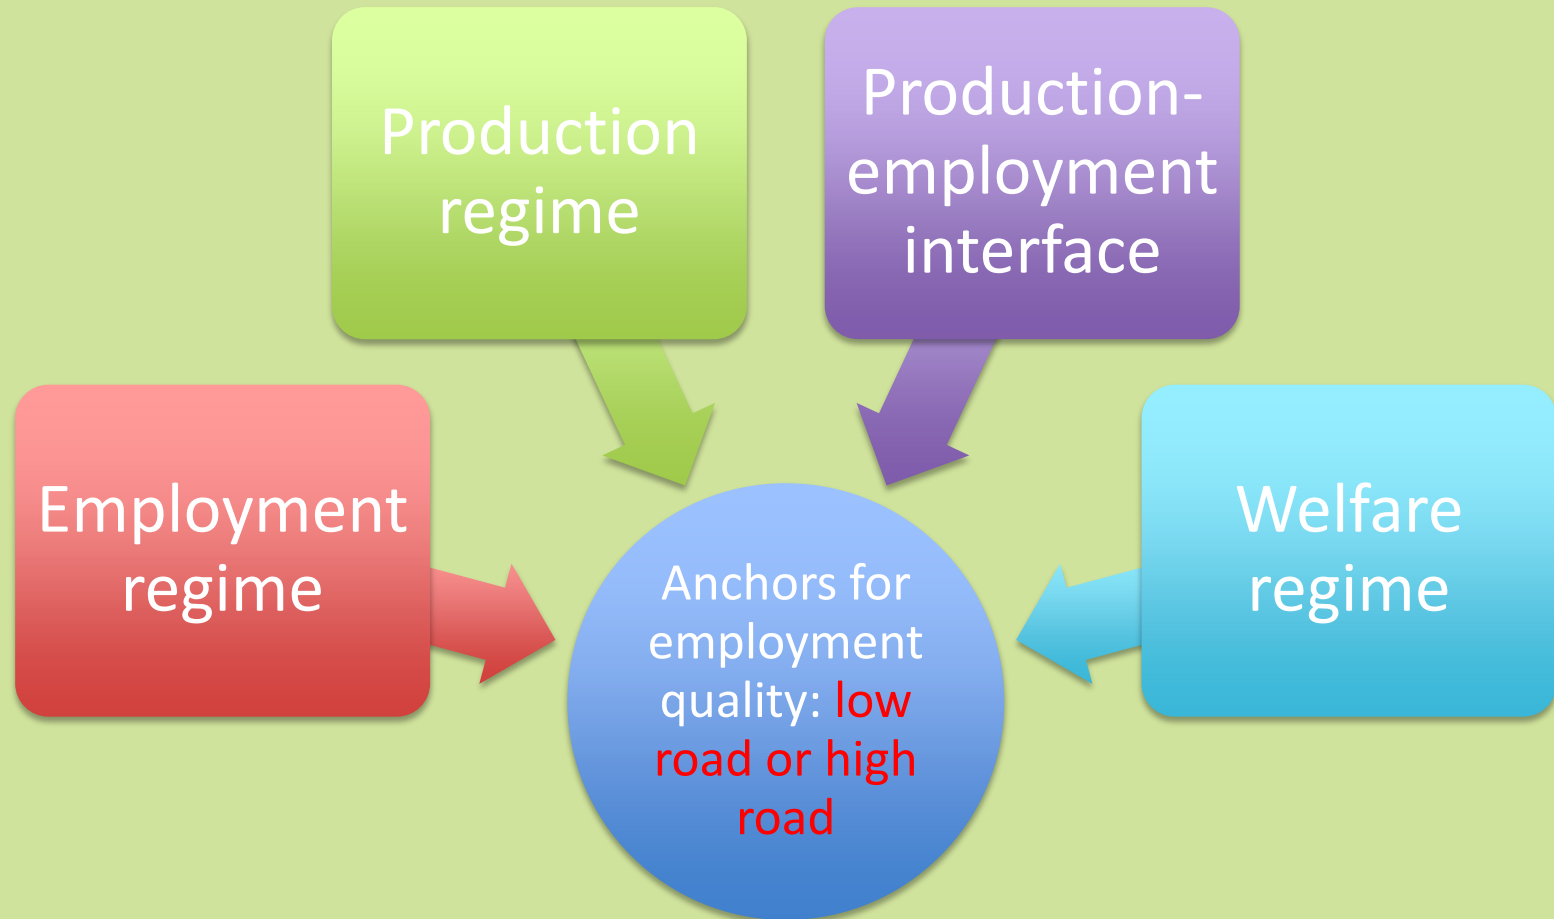 Production
regime
Production-
employment
interface
Employment
regime
Anchors for
employment
quality: low
road or high
road
Welfare
regime